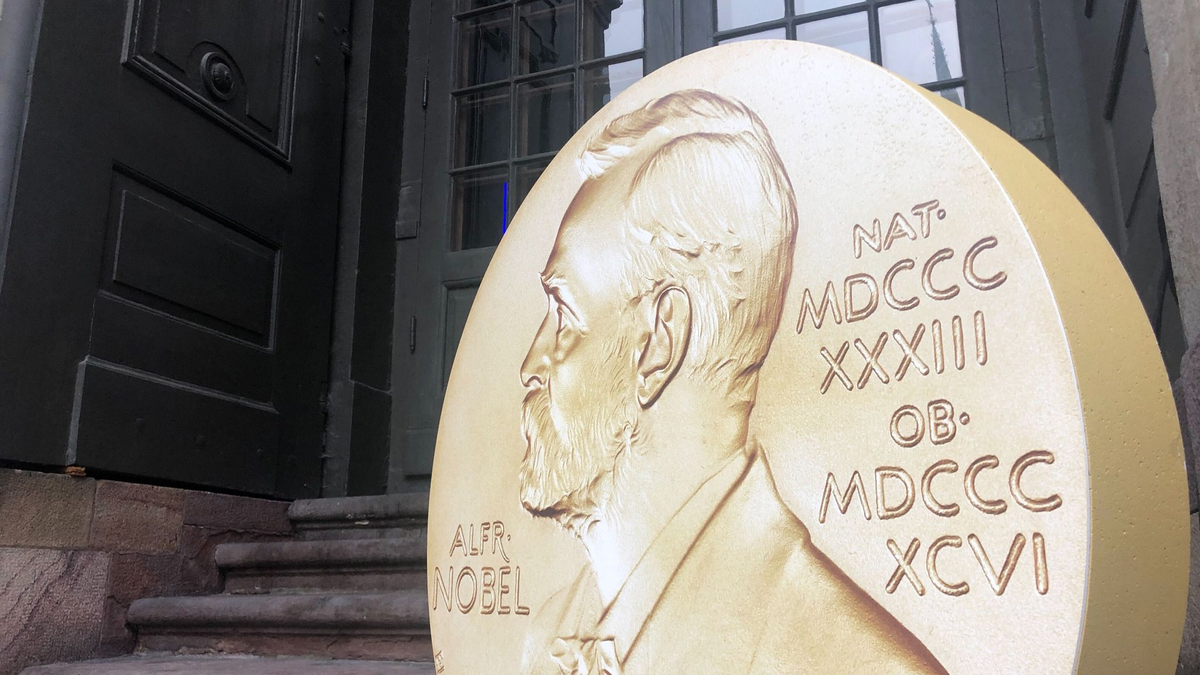 ALFR·
NOBEL
NAT·
MDCCC
XXXIII
OB·
MDCCC
XCVI